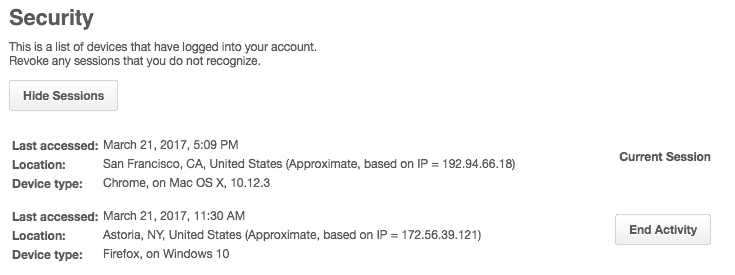 Security
This is a list of devices that have logged into your account.
Revoke any sessions that you do not recognize.
Hide Sessions
Last accessed: March 21, 2017, 5:09 PM
Location: San Francisco, CA, United States (Approximate, based on IP = 192.94.66.18)
Current Session
Device type: Chrome, on Mac OS X, 10.12.3
Last accessed: March 21, 2017, 11:30 AM
Location: Astoria, NY, United States (Approximate, based on IP = 172.56.39.121)
End Activity
Device type: Firefox, on Windows 10